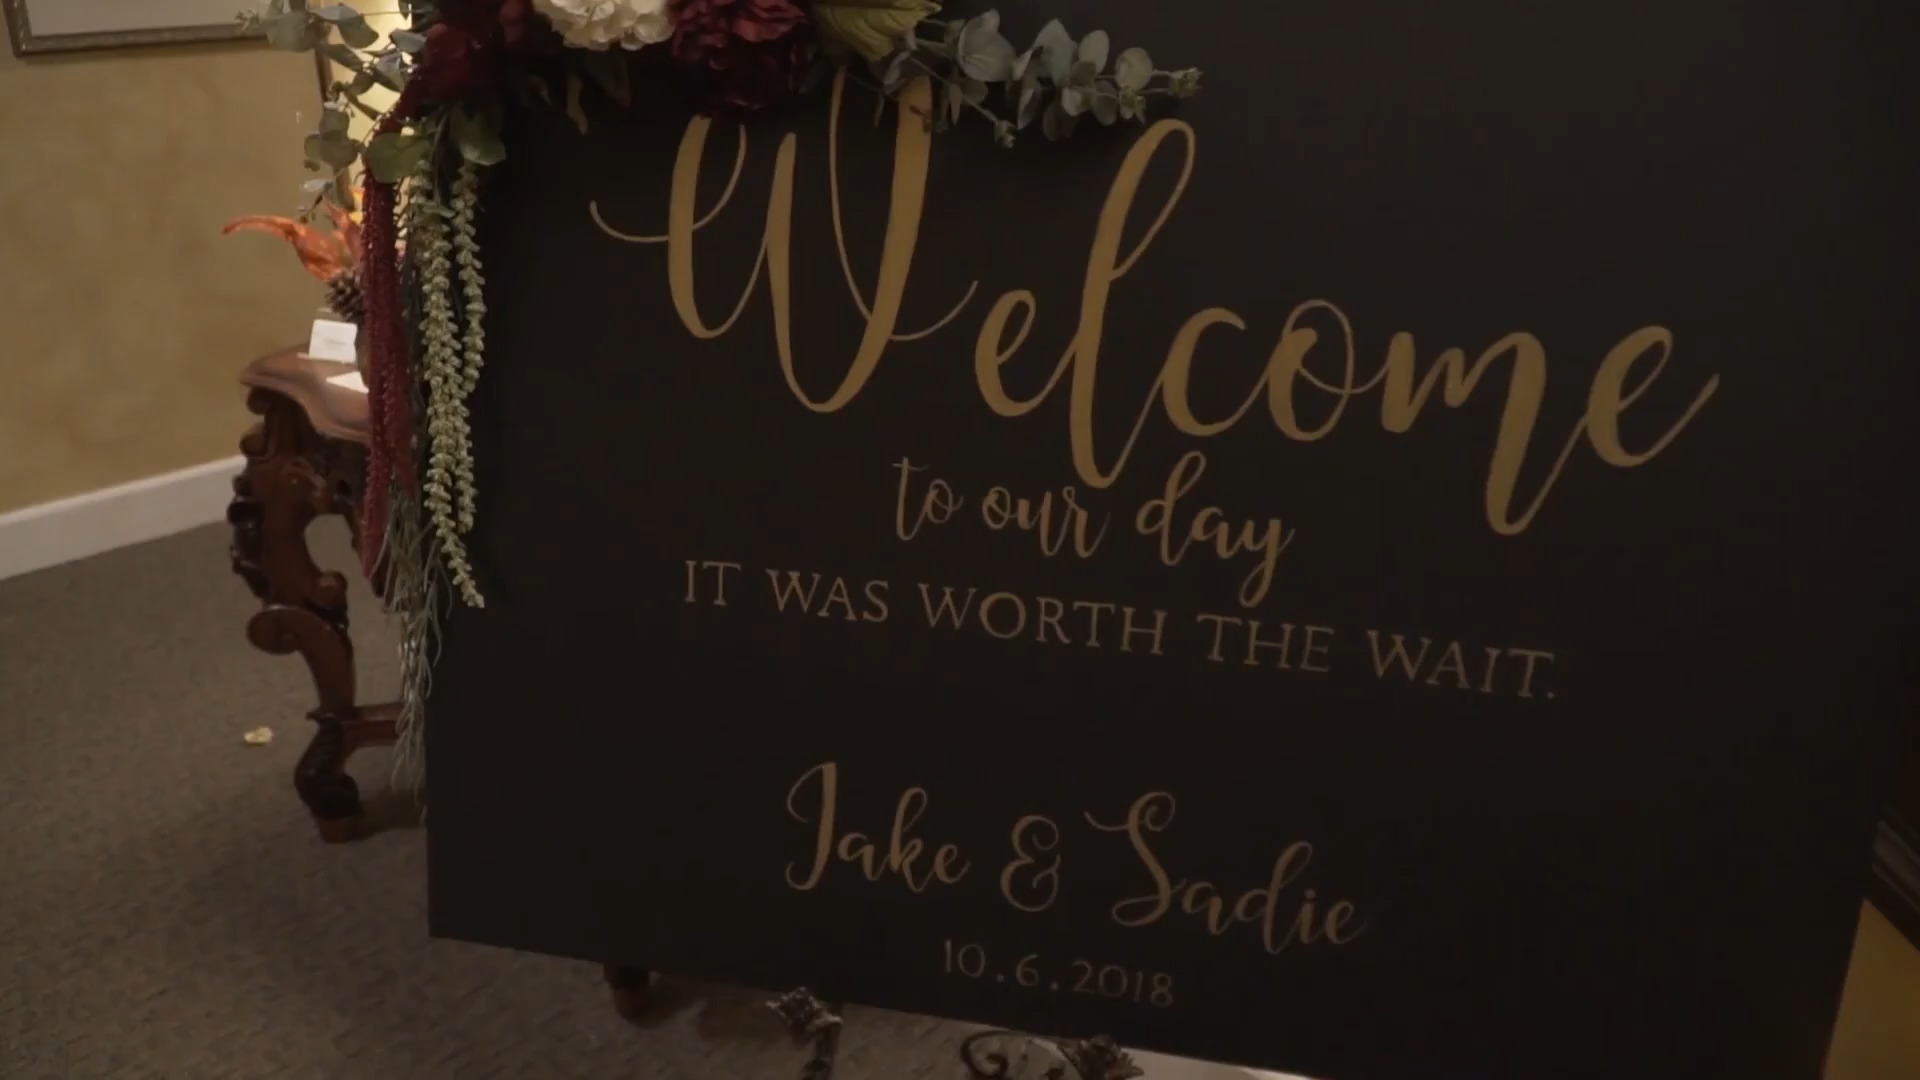 Welcome
to our day
IT WAS WORTH THE WAIT.
Jake & Sadie
10.6.2018